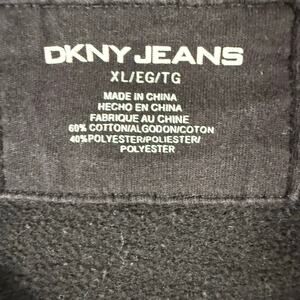 DKNY JEANS
XL/EG/TG
MADE IN CHINA
HECHO EN CHINA
FABRIQUE AU CHINE
60% COTTON/ALGODON/COTON
40%POLYESTER/POLIESTER/
POLYESTER